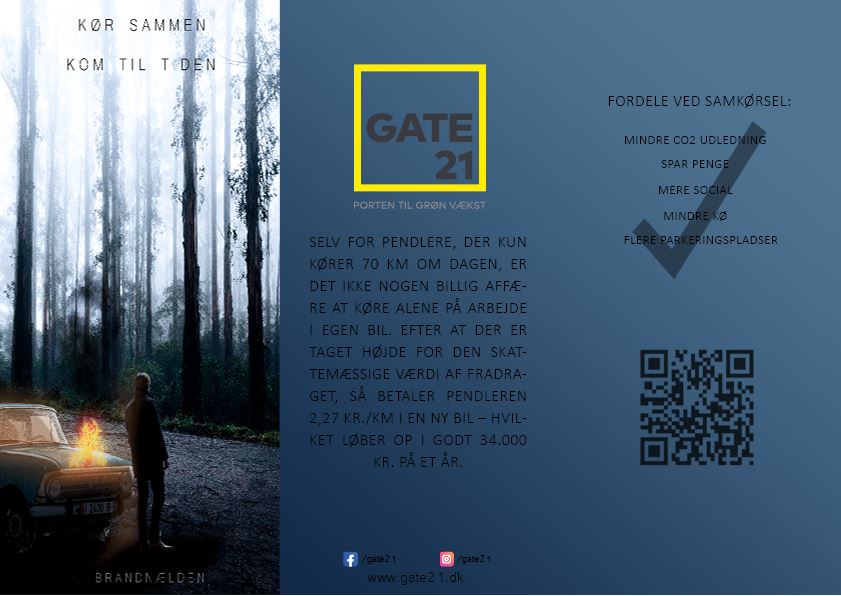 KØR SAMMEN
KOM TIL TIDEN
BRANDNÆLDEN
GATE
21
PORTEN TIL GRØN VÆKST
SELV FOR PENDLERE, DER KUN
KØRER 70 KM OM DAGEN, ER
DET IKKE NOGEN BILLIG AFFÆ-
RE AT KØRE ALENE PÅ ARBEJDE
I EGEN BIL. EFTER AT DER ER
TAGET HØJDE FOR DEN SKAT-
TEMÆSSIGE VÆRDI AF FRADRA-
GET, SÅ BETALER PENDLEREN
2,27 KR./KM I EN NY BIL – HVIL-
KET LØBER OP I GODT 34.000
KR. PÅ ET ÅR.
/gate21 /gate21
www.gate21.dk
FORDELE VED SAMKØRSEL:
MINDRE CO2 UDLEDNING
SPAR PENGE
MERE SOCIAL
MINDRE KØ
FLERE PARKERINGSPLADSER